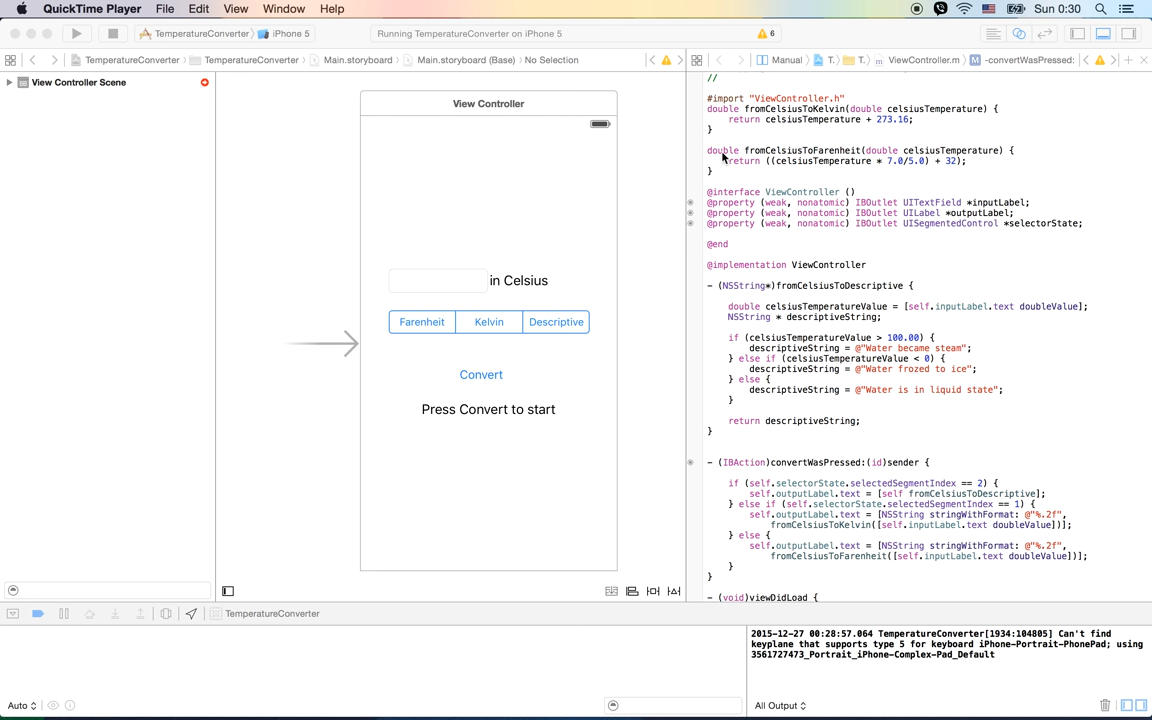 QuickTime Player File Edit View Window Help Sun 0:30
TemperatureConverter iPhone 5 Running TemperatureConverter on iPhone 5 6
TemperatureConverter TemperatureConverter Main.storyboard Main.storyboard (Base) No Selection
Manual T. T. ViewController.m -convertWasPressed:
View Controller Scene
View Controller
in Celsius
Farenheit Kelvin Descriptive
Convert
Press Convert to start
//
#import "ViewController.h"
double fromCelsiusToKelvin(double celsiusTemperature) {
return celsiusTemperature + 273.16;
}
double fromCelsiusToFarenheit(double celsiusTemperature) {
return ((celsiusTemperature * 7.0/5.0) + 32);
}
@interface ViewController ()
@property (weak, nonatomic) IBOutlet UITextField *inputLabel;
@property (weak, nonatomic) IBOutlet UILabel *outputLabel;
@property (weak, nonatomic) IBOutlet UISegmentedControl *selectorState;
@end
@implementation ViewController
- (NSString*)fromCelsiusToDescriptive {
double celsiusTemperatureValue = [self.inputLabel.text doubleValue];
NSString * descriptiveString;
if (celsiusTemperatureValue > 100.00) {
descriptiveString = @"Water became steam";
} else if (celsiusTemperatureValue < 0) {
descriptiveString = @"Water frozed to ice";
} else {
descriptiveString = @"Water is in liquid state";
}
return descriptiveString;
}
- (IBAction)convertWasPressed:(id)sender {
if (self.selectorState.selectedSegmentIndex == 2) {
self.outputLabel.text = [self fromCelsiusToDescriptive];
} else if (self.selectorState.selectedSegmentIndex == 1) {
self.outputLabel.text = [NSString stringWithFormat: @"%.2f",
fromCelsiusToKelvin([self.inputLabel.text doubleValue])];
} else {
self.outputLabel.text = [NSString stringWithFormat: @"%.2f",
fromCelsiusToFarenheit([self.inputLabel.text doubleValue])];
}
}
- (void)viewDidLoad {
TemperatureConverter
2015-12-27 00:28:57.064 TemperatureConverter[1934:104805] Can't find
keyplane that supports type 5 for keyboard iPhone-Portrait-PhonePad; using
3561727473_Portrait_iPhone-Complex-Pad_Default
Auto
All Output